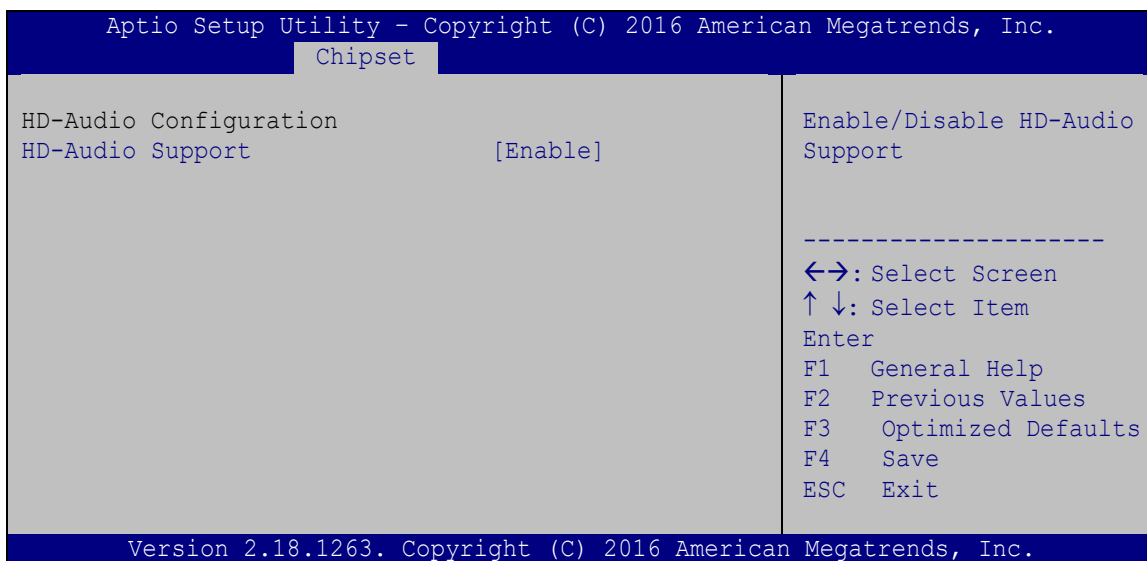 Aptio Setup Utility – Copyright (C) 2016 American Megatrends, Inc.
Chipset
HD-Audio Configuration
HD-Audio Support [Enable]
Enable/Disable HD-Audio
Support
---------------------
←→: Select Screen
↑ ↓: Select Item
Enter
F1 General Help
F2 Previous Values
F3 Optimized Defaults
F4 Save
ESC Exit
Version 2.18.1263. Copyright (C) 2016 American Megatrends, Inc.